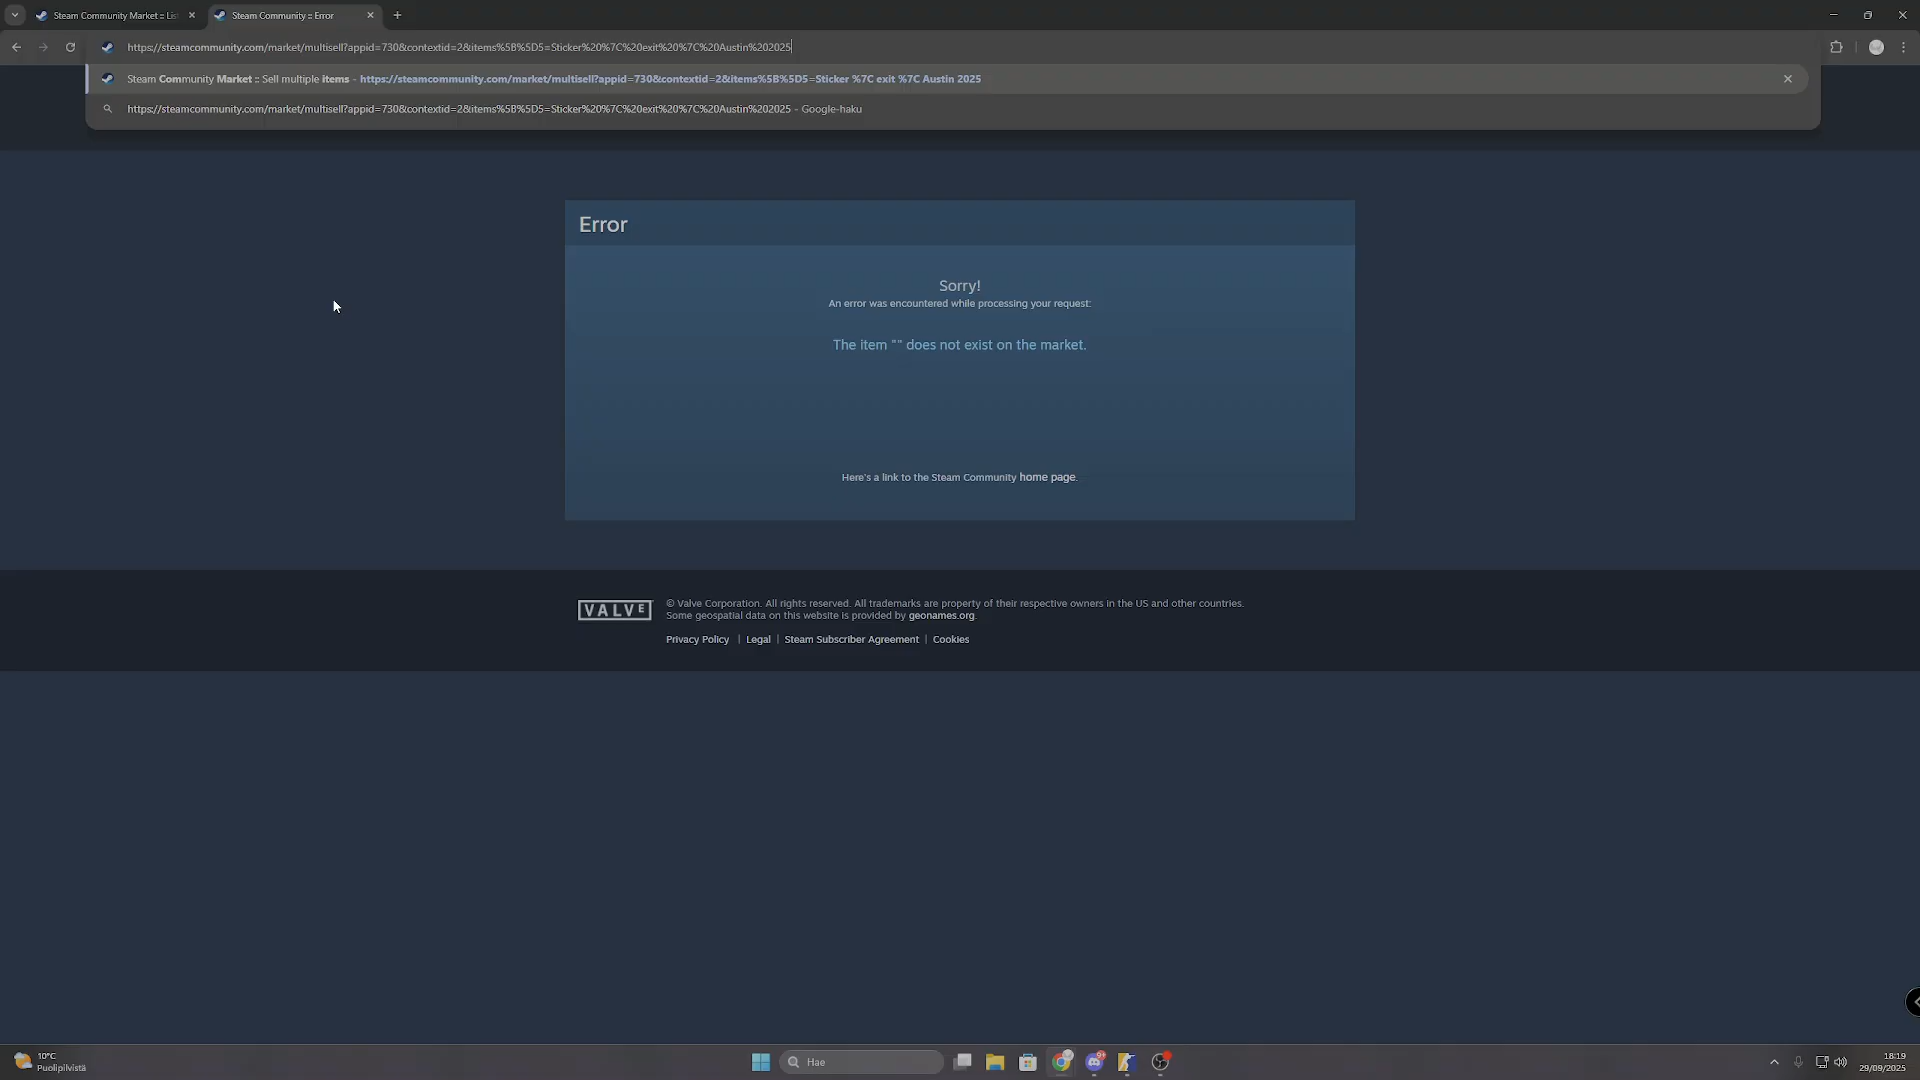 Steam Community Market :: List
Steam Community :: Error
https://steamcommunity.com/market/multisell?appid=730&contextid=2&items%5B%5D5=Sticker%20%7C%20exit%20%7C%20Austin%202025
Steam Community Market :: Sell multiple items - https://steamcommunity.com/market/multisell?appid=730&contextid=2&items%5B%5D5=Sticker %7C exit %7C Austin 2025
https://steamcommunity.com/market/multisell?appid=730&contextid=2&items%5B%5D5=Sticker%20%7C%20exit%20%7C%20Austin%202025 - Google-haku
Error
Sorry!
An error was encountered while processing your request:
The item "" does not exist on the market.
Here's a link to the Steam Community home page.
VALVE
© Valve Corporation. All rights reserved. All trademarks are property of their respective owners in the US and other countries.
Some geospatial data on this website is provided by geonames.org.
Privacy Policy | Legal | Steam Subscriber Agreement | Cookies
10°C
Puolipilvistä
Hae
18:19
29/09/2025